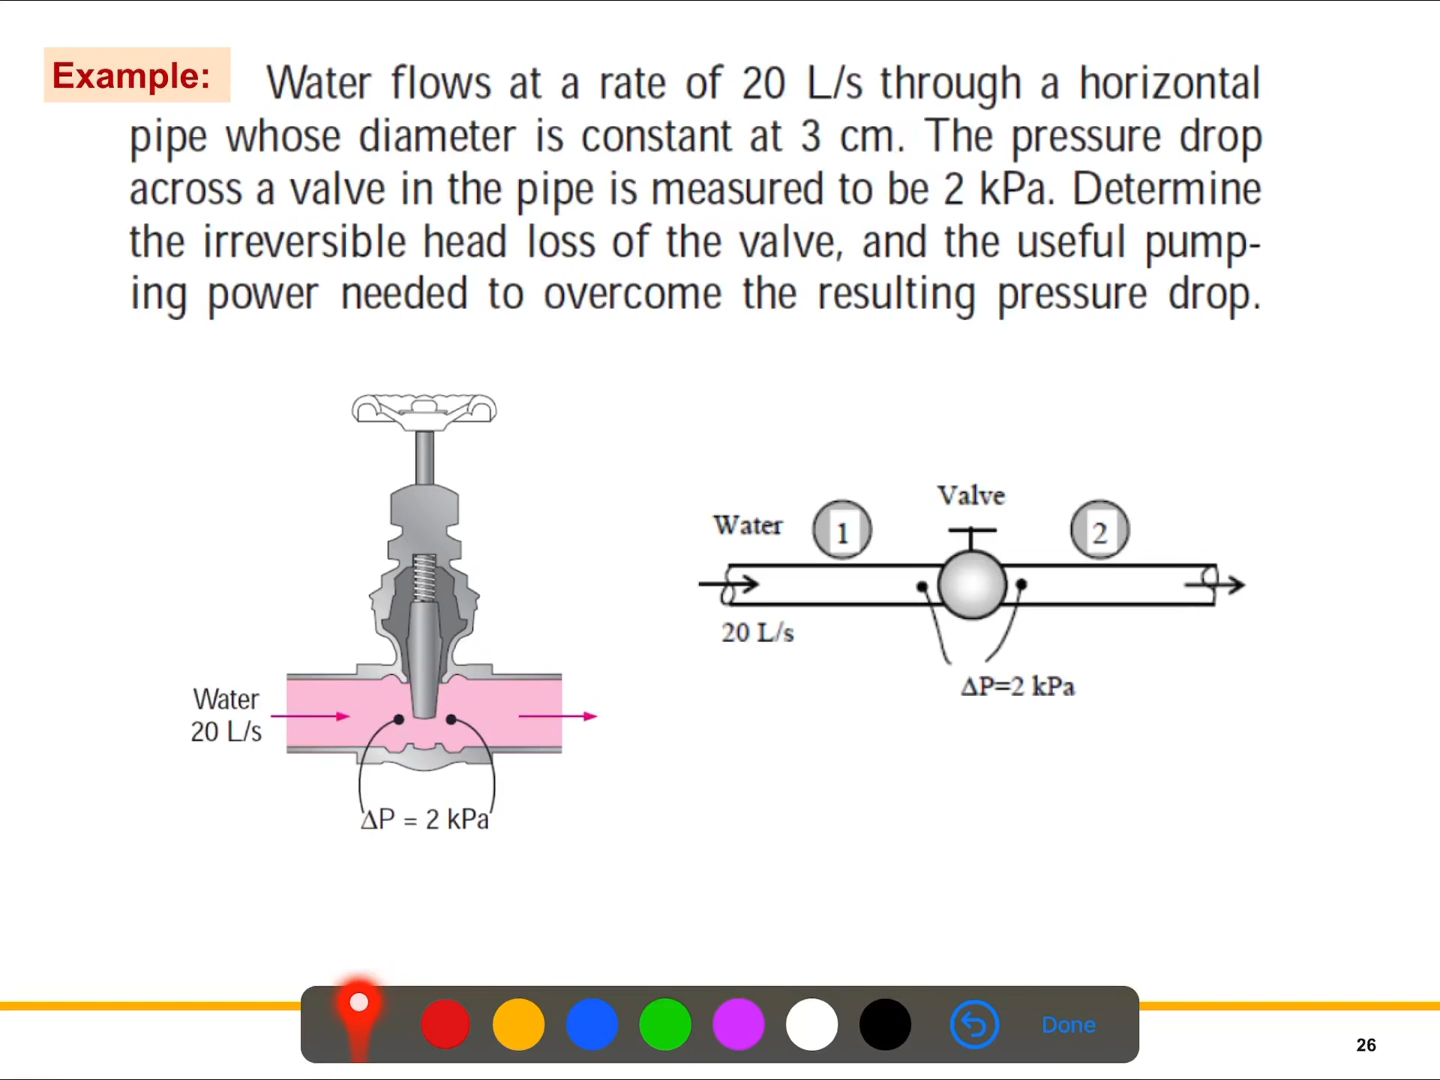 Example:
Water flows at a rate of 20 L/s through a horizontal
pipe whose diameter is constant at 3 cm. The pressure drop
across a valve in the pipe is measured to be 2 kPa. Determine
the irreversible head loss of the valve, and the useful pump-
ing power needed to overcome the resulting pressure drop.
Water
20 L/s
ΔP = 2 kPa
Valve
Water
1
2
20 L/s
ΔP=2 kPa
Done
26